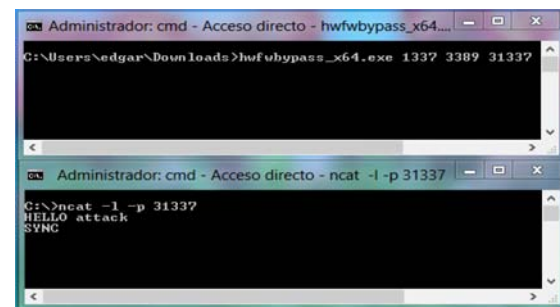 Administrador: cmd - Acceso directo - hwfwbypass_x64....
C:\Users\edgar\Downloads>hwfwbypass_x64.exe 1337 3389 31337
Administrador: cmd - Acceso directo - ncat -l -p 31337
C:\>ncat -l -p 31337
HELLO attack
SYNC